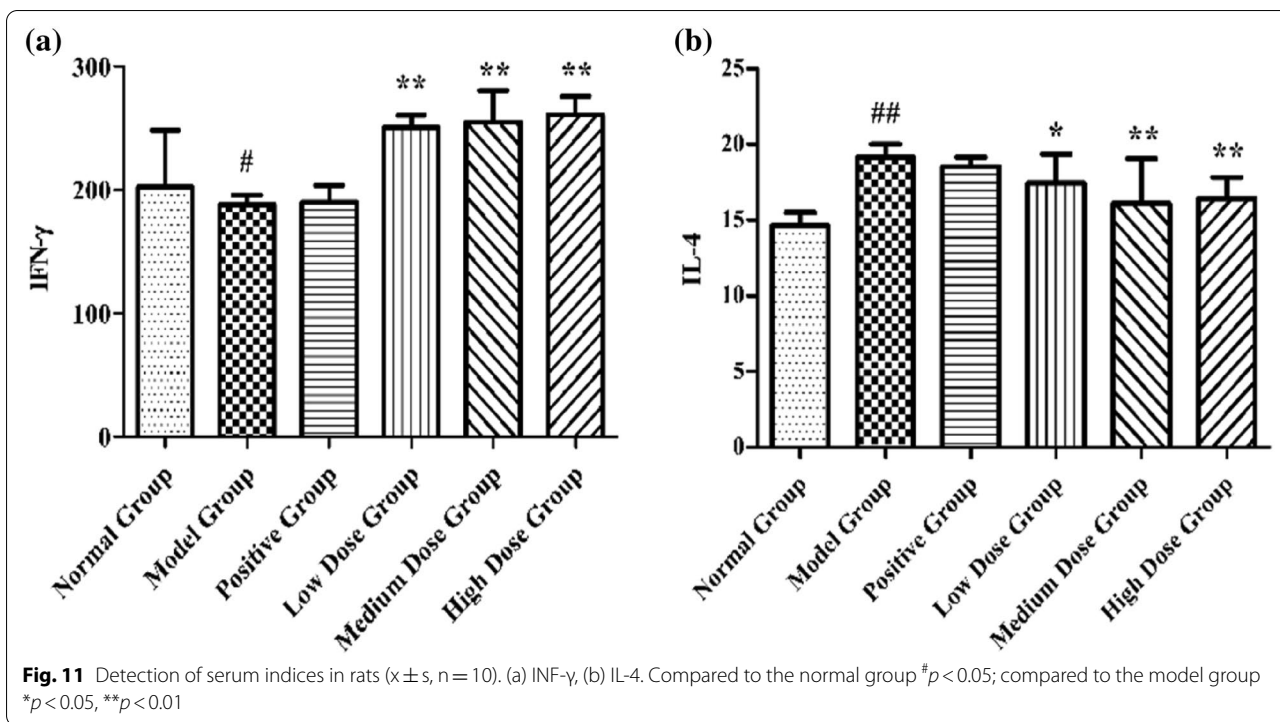 (a)
300
200
100
0
IFN-γ
#
**
**
**
Normal Group
Model Group
Positive Group
Low Dose Group
Medium Dose Group
High Dose Group
(b)
25
20
15
10
5
0
IL-4
##
*
**
**
Normal Group
Model Group
Positive Group
Low Dose Group
Medium Dose Group
High Dose Group
Fig. 11 Detection of serum indices in rats (x ± s, n = 10). (a) INF-γ, (b) IL-4. Compared to the normal group #p < 0.05; compared to the model group
*p < 0.05, **p < 0.01